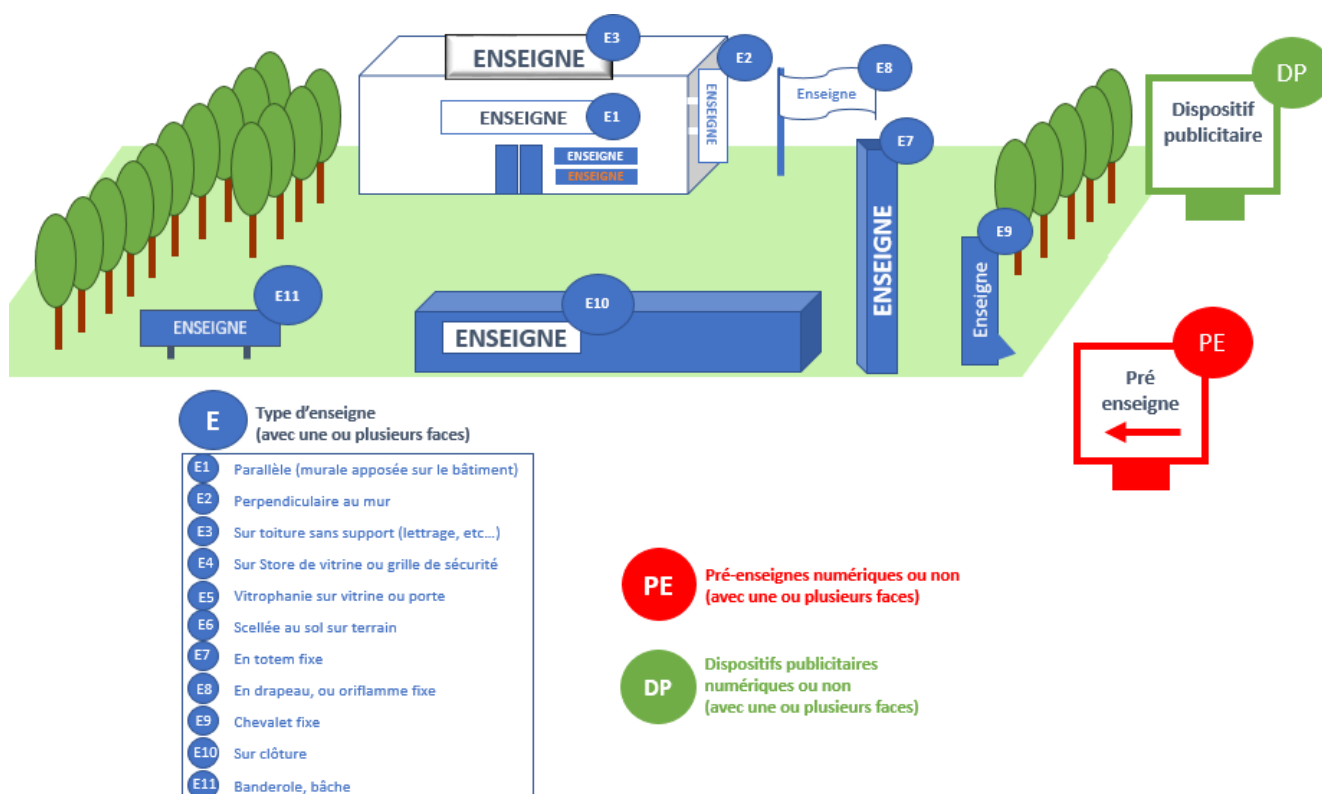 ENSEIGNE
E3
E2
E8
DP
Enseigne
ENSEIGNE
E1
ENSEIGNE
Dispositif
publicitaire
E7
ENSEIGNE
ENSEIGNE
ENSEIGNE
E9
Enseigne
E11
ENSEIGNE
E10
ENSEIGNE
PE
Pré
enseigne
E
Type d'enseigne
(avec une ou plusieurs faces)
E1 Parallèle (murale apposée sur le bâtiment)
E2 Perpendiculaire au mur
E3 Sur toiture sans support (lettrage, etc…)
E4 Sur Store de vitrine ou grille de sécurité
E5 Vitrophanie sur vitrine ou porte
E6 Scellée au sol sur terrain
E7 En totem fixe
E8 En drapeau, ou oriflamme fixe
E9 Chevalet fixe
E10 Sur clôture
E11 Banderole, bâche
PE
Pré-enseignes numériques ou non
(avec une ou plusieurs faces)
DP
Dispositifs publicitaires
numériques ou non
(avec une ou plusieurs faces)